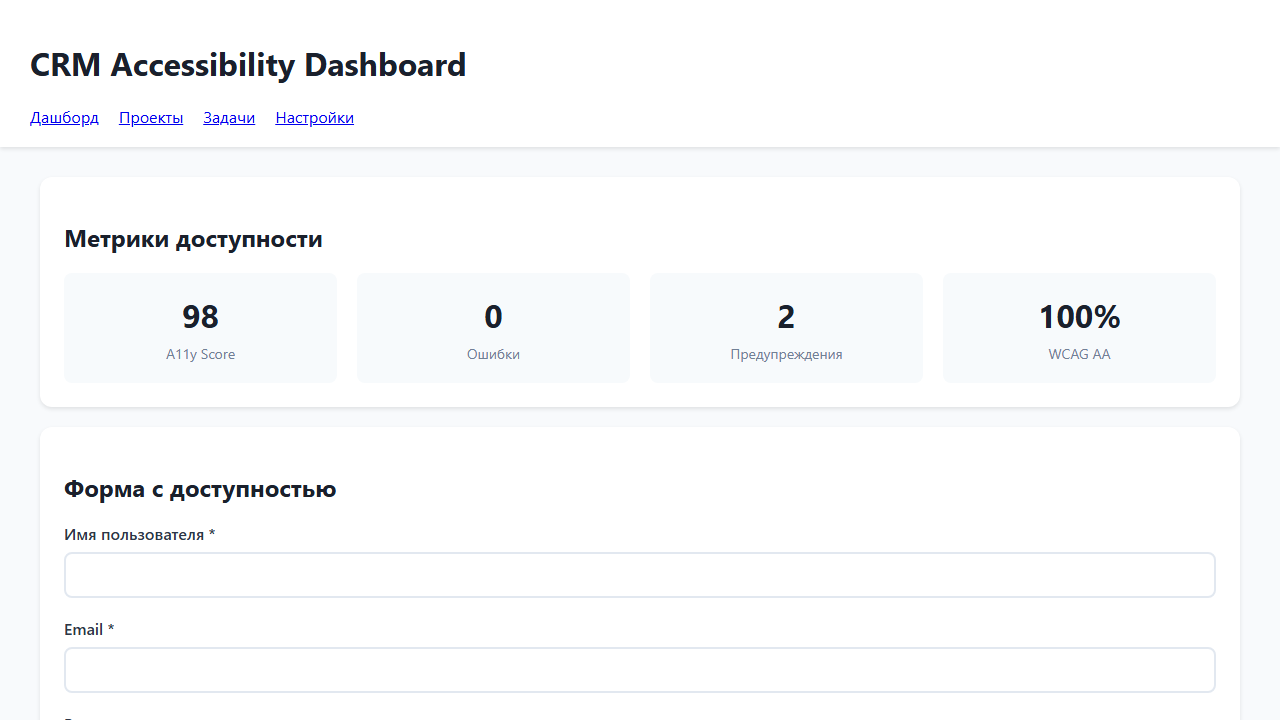 CRM Accessibility Dashboard
Дашборд Проекты Задачи Настройки
Метрики доступности
98 0 2 100%
A11y Score Ошибки Предупреждения WCAG AA
Форма с доступностью
Имя пользователя *
Email *